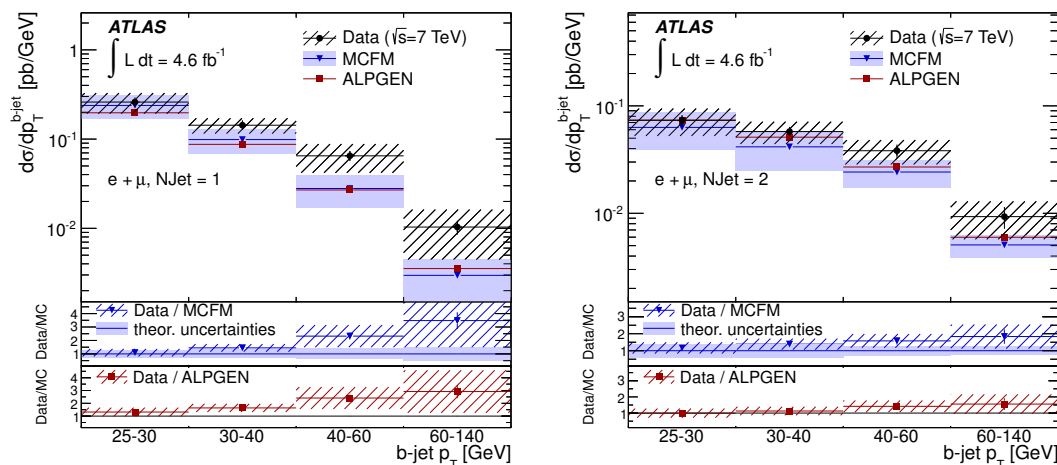 ATLAS
∫ L dt = 4.6 fb⁻¹
Data (√s=7 TeV)
MCFM
ALPGEN
e + μ, NJet = 1
dσ/dp_T^{b-jet} [pb/GeV]
1
10⁻¹
10⁻²
Data / MCFM
theor. uncertainties
Data/MC
4
3
2
1
Data / ALPGEN
Data/MC
4
3
2
1
25-30 30-40 40-60 60-140
b-jet p_T [GeV]
ATLAS
∫ L dt = 4.6 fb⁻¹
Data (√s=7 TeV)
MCFM
ALPGEN
e + μ, NJet = 2
dσ/dp_T^{b-jet} [pb/GeV]
1
10⁻¹
10⁻²
Data / MCFM
theor. uncertainties
Data/MC
3
2
1
Data / ALPGEN
Data/MC
3
2
1
25-30 30-40 40-60 60-140
b-jet p_T [GeV]